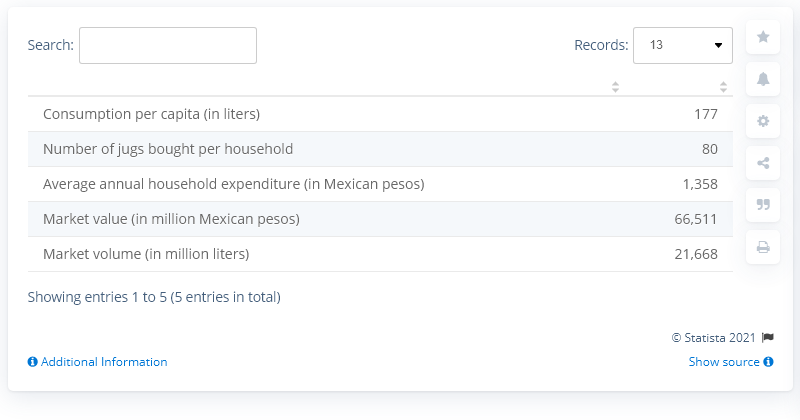 Search:
Records: 13
Consumption per capita (in liters) 177
Number of jugs bought per household 80
Average annual household expenditure (in Mexican pesos) 1,358
Market value (in million Mexican pesos) 66,511
Market volume (in million liters) 21,668
Showing entries 1 to 5 (5 entries in total)
© Statista 2021
Additional Information Show source